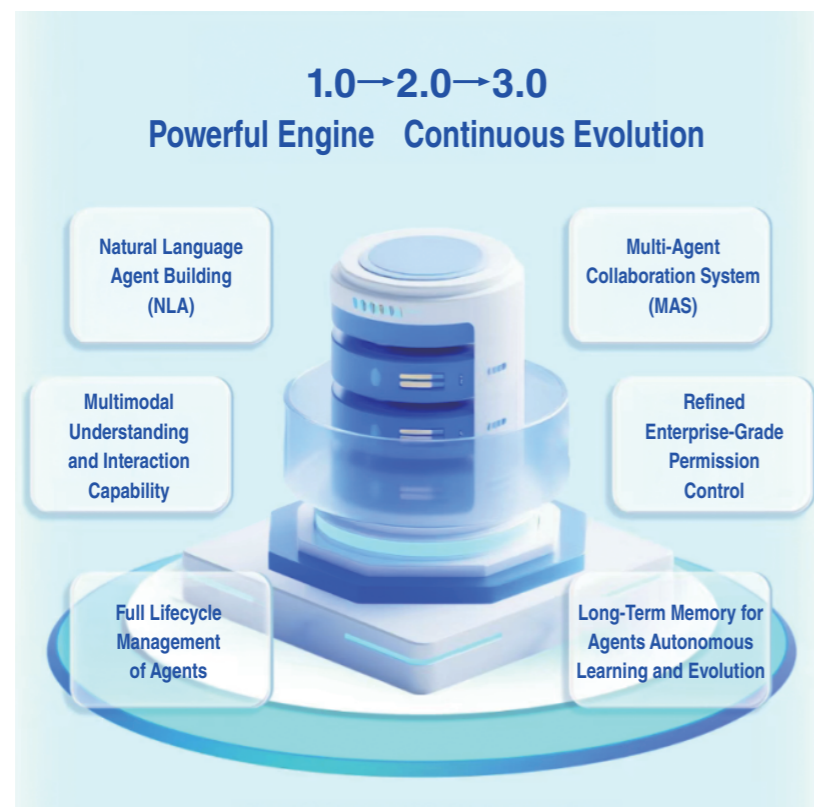 1.0→2.0→3.0
Powerful Engine Continuous Evolution
Natural Language
Agent Building
(NLA)
Multi-Agent
Collaboration System
(MAS)
Multimodal
Understanding
and Interaction
Capability
Refined
Enterprise-Grade
Permission
Control
Full Lifecycle
Management
of Agents
Long-Term Memory for
Agents Autonomous
Learning and Evolution